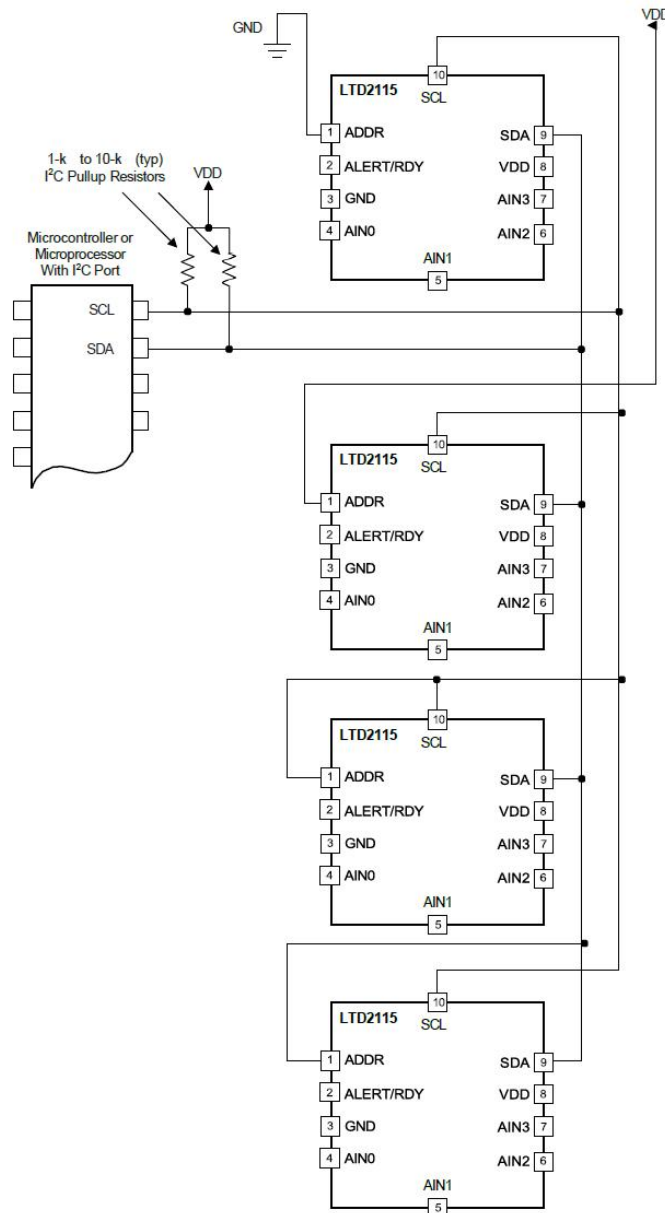 GND
VDD
10
LTD2115
SCL
1 ADDR
SDA 9
2 ALERT/RDY
VDD 8
3 GND
AIN3 7
4 AIN0
AIN2 6
AIN1
5
1-k to 10-k (typ)
I²C Pullup Resistors
VDD
Microcontroller or
Microprocessor
With I²C Port
SCL
SDA
10
LTD2115
SCL
1 ADDR
SDA 9
2 ALERT/RDY
VDD 8
3 GND
AIN3 7
4 AIN0
AIN2 6
AIN1
5
10
LTD2115
SCL
1 ADDR
SDA 9
2 ALERT/RDY
VDD 8
3 GND
AIN3 7
4 AIN0
AIN2 6
AIN1
5
10
LTD2115
SCL
1 ADDR
SDA 9
2 ALERT/RDY
VDD 8
3 GND
AIN3 7
4 AIN0
AIN2 6
AIN1
5